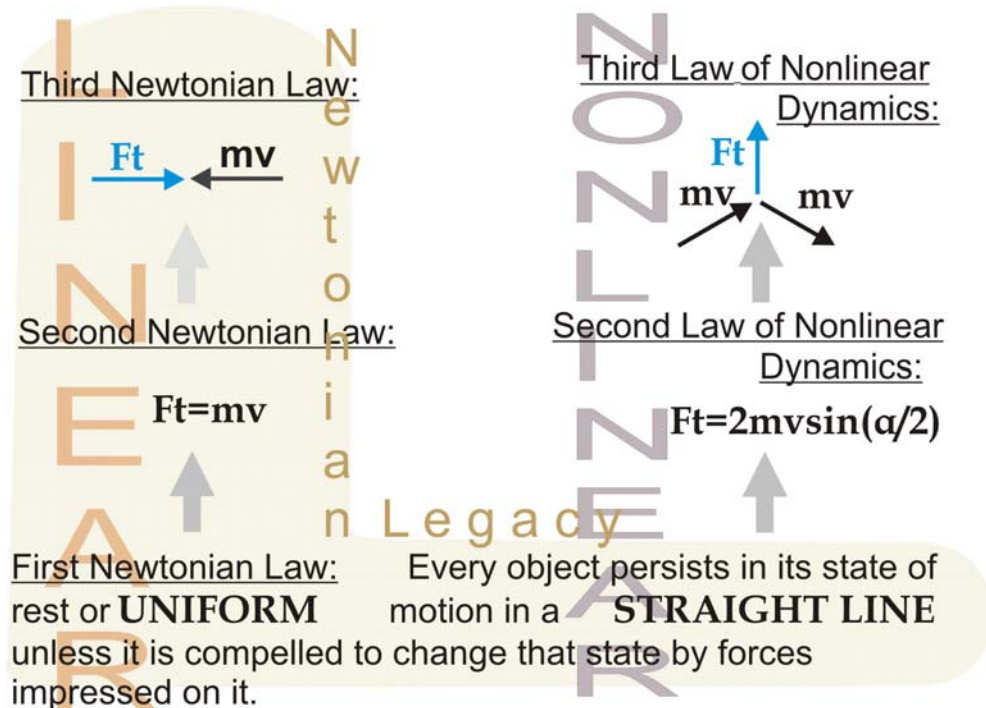 LINEAR
Newtonian Legacy
NONLINEAR
Third Newtonian Law:
Ft mv
Second Newtonian Law:
Ft=mv
Third Law of Nonlinear
Dynamics:
Ft
mv mv
Second Law of Nonlinear
Dynamics:
Ft=2mvsin(α/2)
First Newtonian Law: Every object persists in its state of
rest or UNIFORM motion in a STRAIGHT LINE
unless it is compelled to change that state by forces
impressed on it.